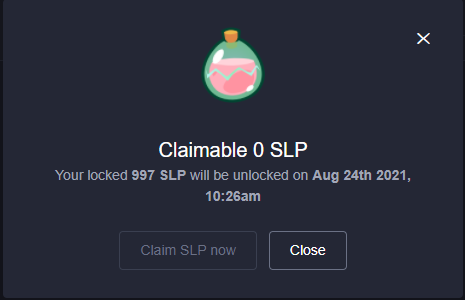 Claimable 0 SLP
Your locked 997 SLP will be unlocked on Aug 24th 2021,
10:26am
Claim SLP now
Close